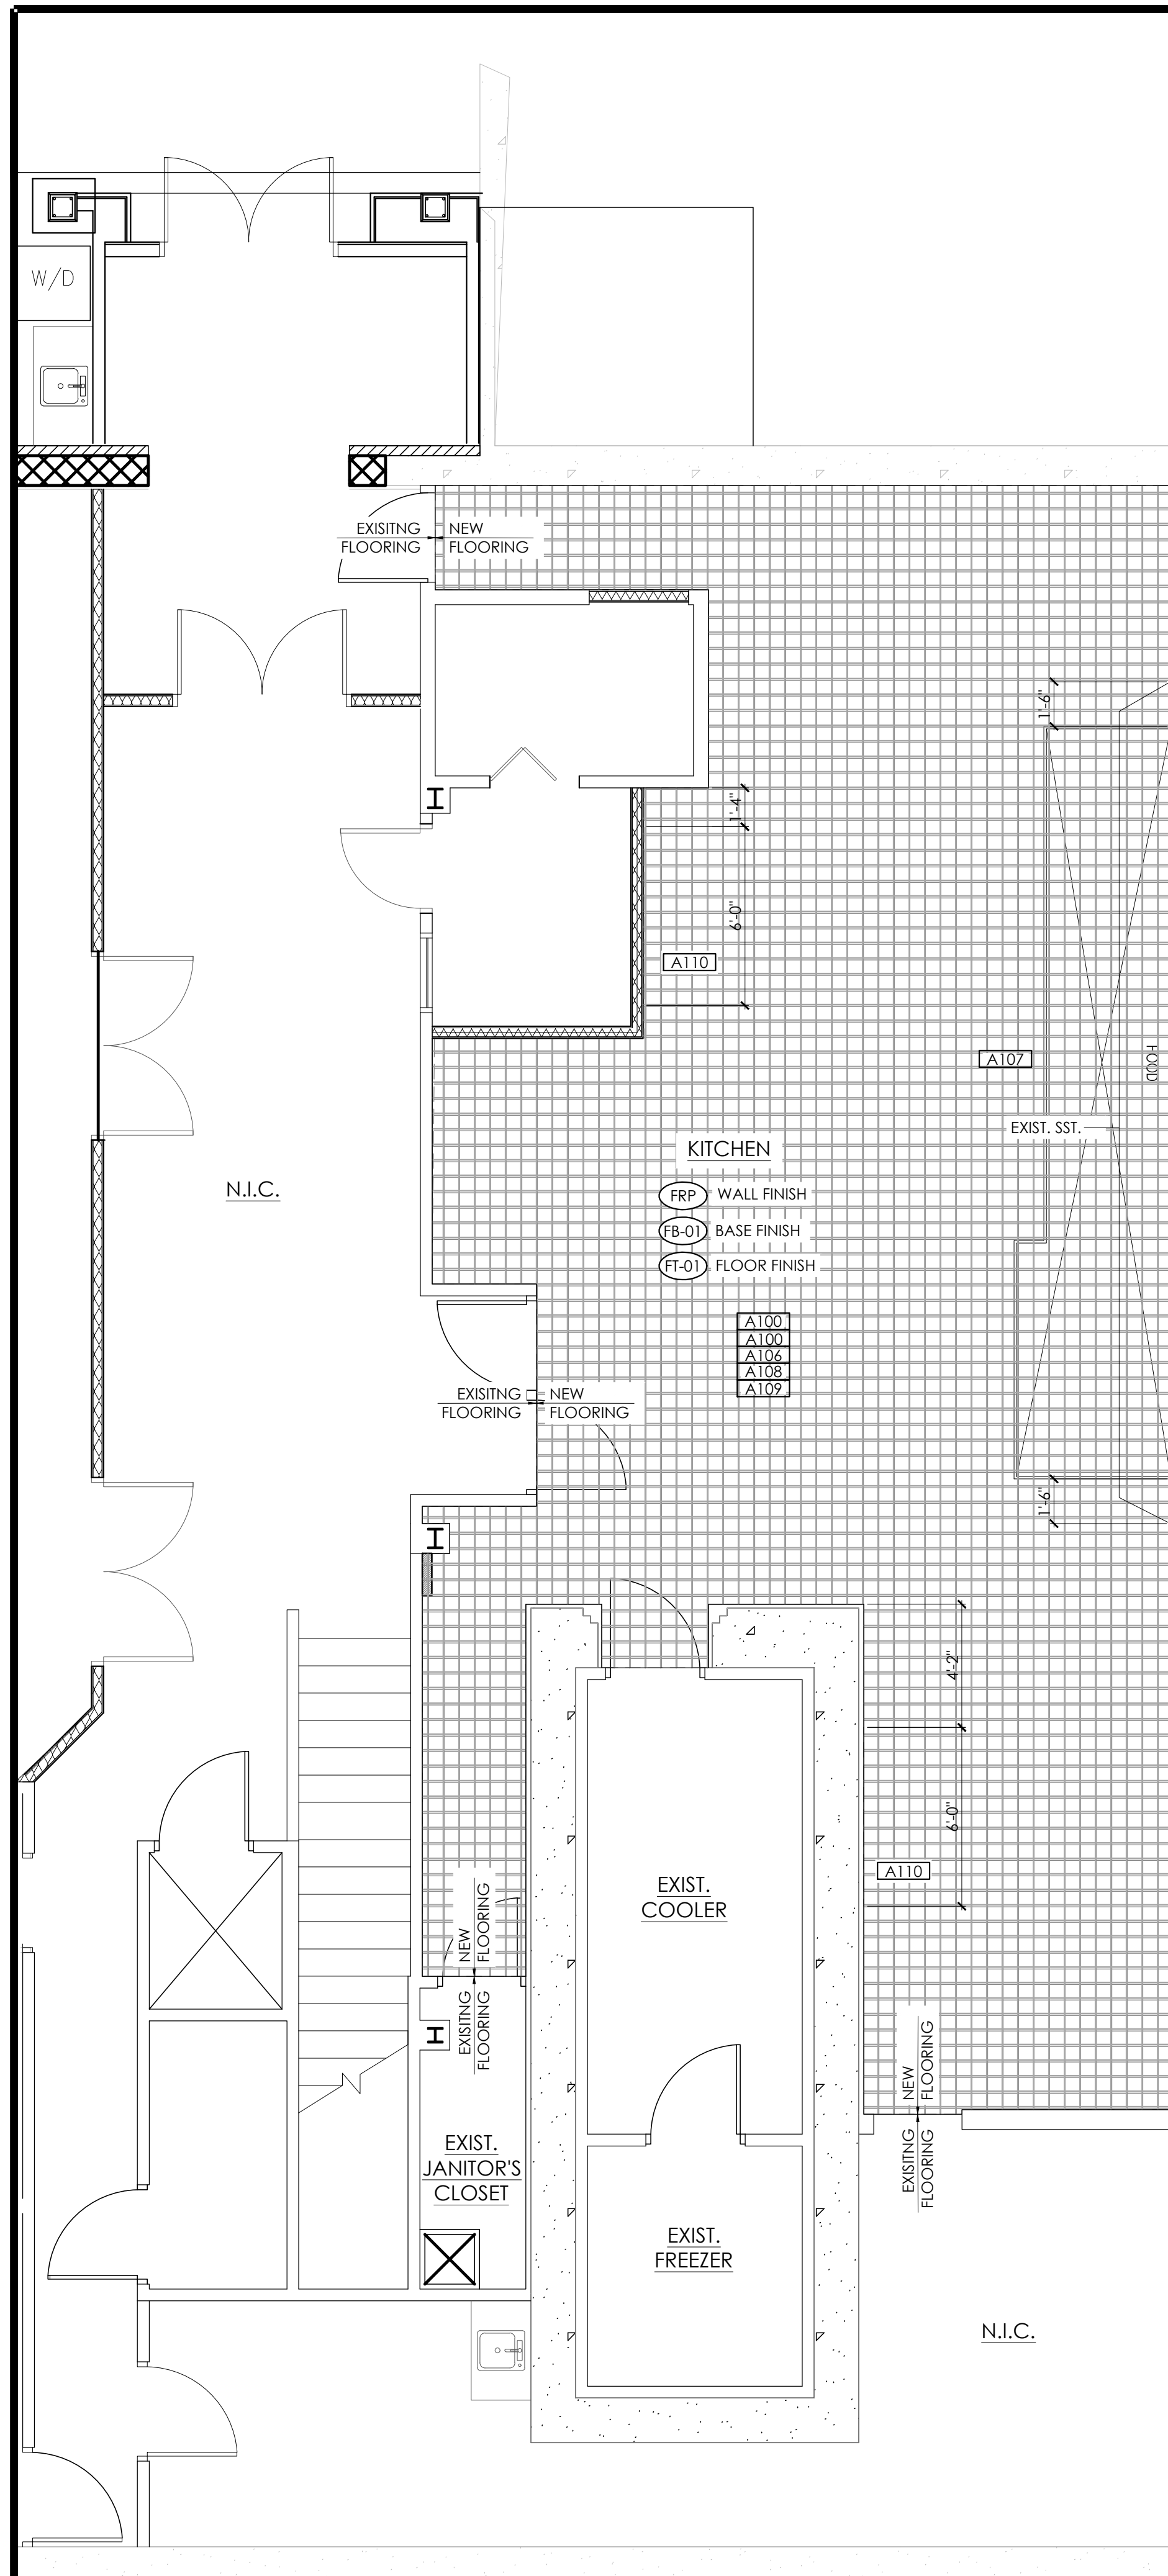 W/D
EXISITNG
FLOORING
NEW
FLOORING
1'-6"
1'-4"
6'-0"
A110
A107
HOOD
EXIST. SST.
KITCHEN
N.I.C.
FRP WALL FINISH
FB-01 BASE FINISH
FT-01 FLOOR FINISH
A100
A100
A106
A108
A109
EXISITNG
FLOORING
NEW
FLOORING
1'-6"
4'-2"
6'-0"
A110
EXIST.
COOLER
NEW
FLOORING
EXISITNG
FLOORING
NEW
FLOORING
EXISITNG
FLOORING
EXIST.
JANITOR'S
CLOSET
EXIST.
FREEZER
N.I.C.